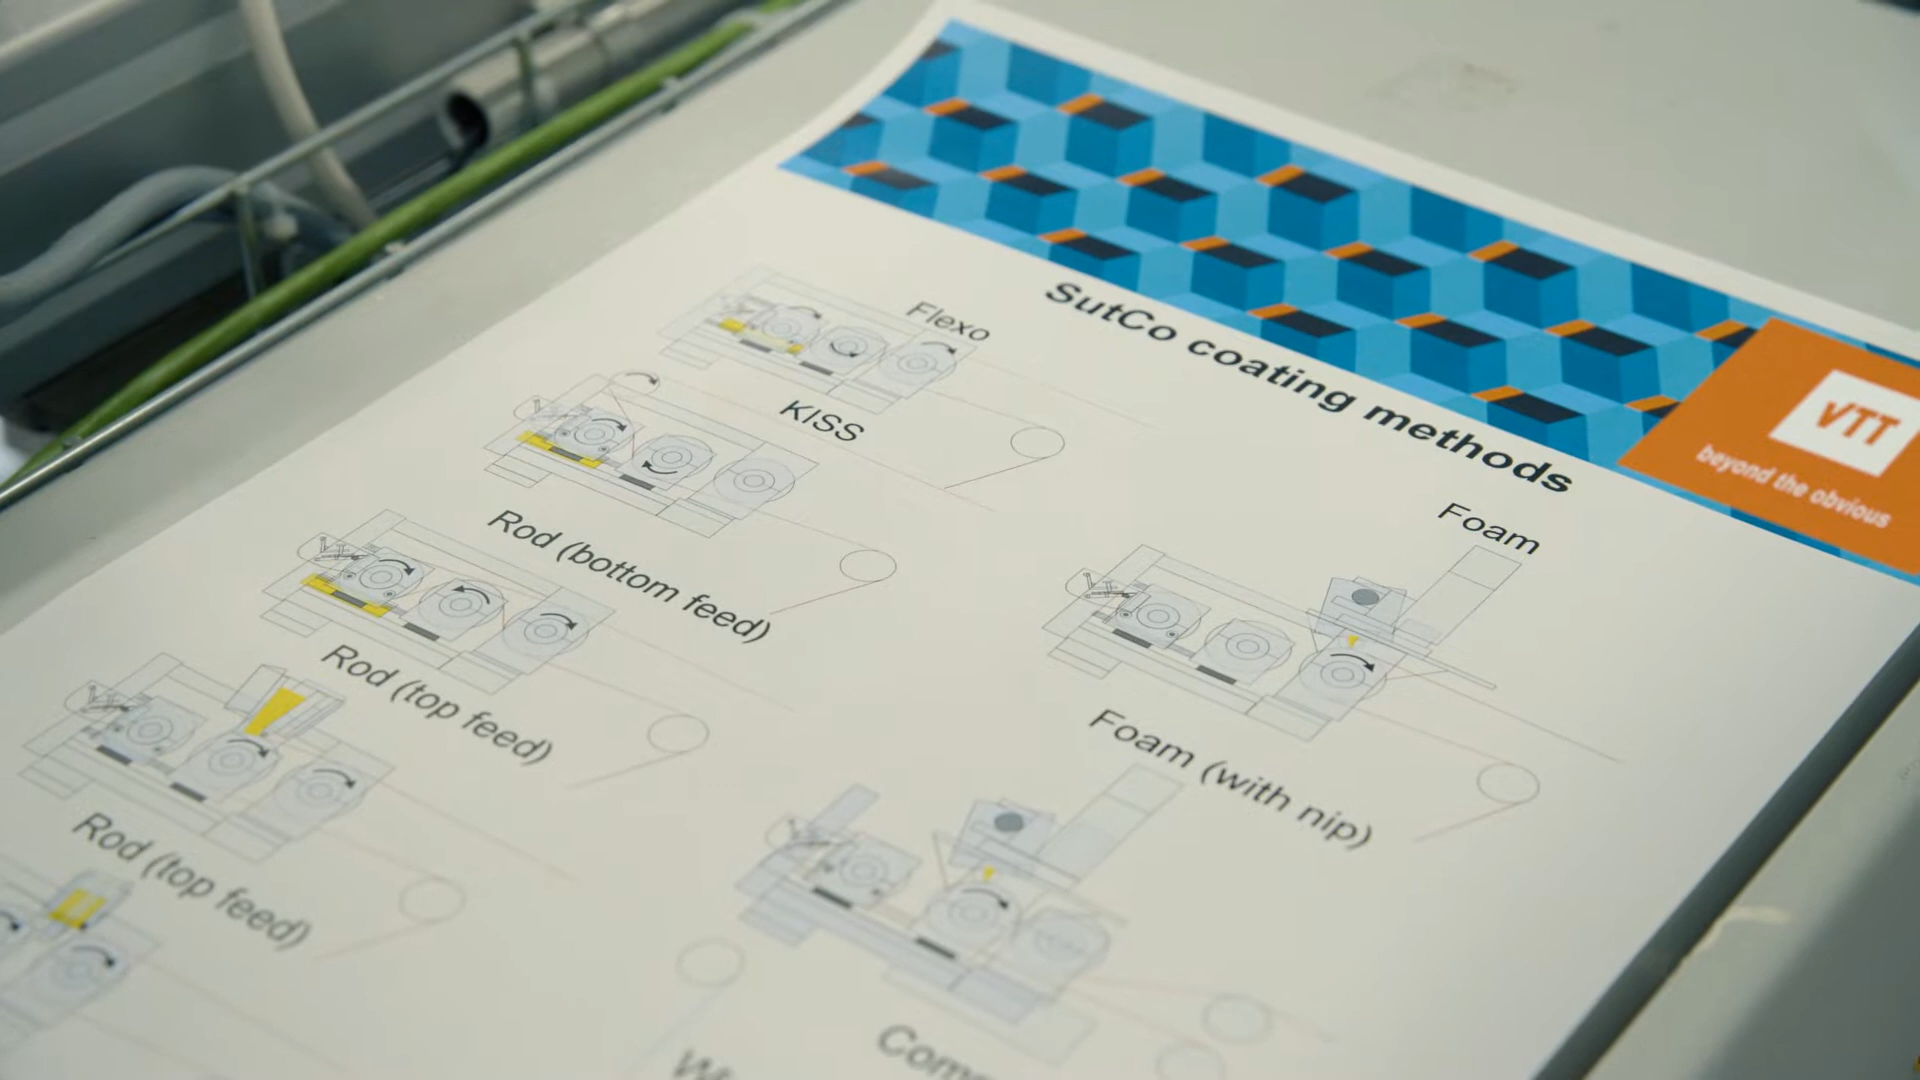 VTT
beyond the obvious
SutCo coating methods
Flexo
KISS
Rod (bottom feed)
Rod (top feed)
Rod (top feed)
Foam
Foam (with nip)